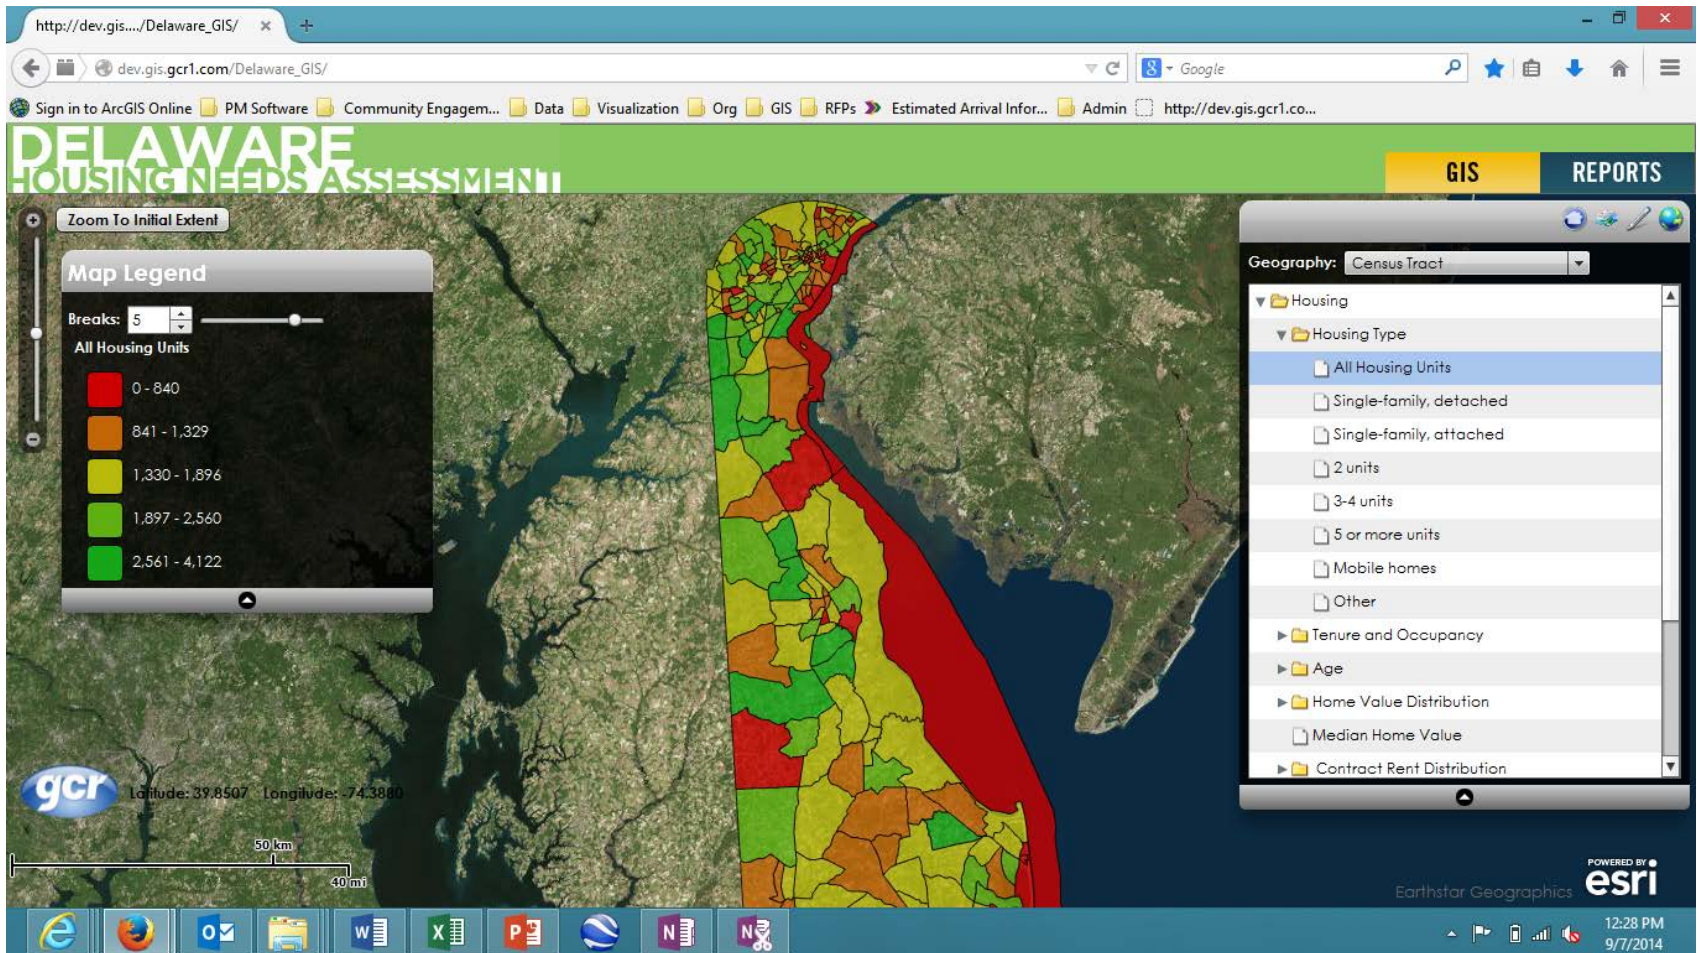 http://dev.gis..../Delaware_GIS/
dev.gis.gcr1.com/Delaware_GIS/
Google
Sign in to ArcGIS Online PM Software Community Engagem... Data Visualization Org GIS RFPs Estimated Arrival Infor... Admin http://dev.gis.gcr1.co...
DELAWARE
HOUSING NEEDS ASSESSMENT
GIS REPORTS
Zoom To Initial Extent
Map Legend
Breaks: 5
All Housing Units
0 - 840
841 - 1,329
1,330 - 1,896
1,897 - 2,560
2,561 - 4,122
Geography: Census Tract
Housing
Housing Type
All Housing Units
Single-family, detached
Single-family, attached
2 units
3-4 units
5 or more units
Mobile homes
Other
Tenure and Occupancy
Age
Home Value Distribution
Median Home Value
Contract Rent Distribution
gcr
Latitude: 39.8507 Longitude: -74.3880
50 km
40 mi
POWERED BY
esri
Earthstar Geographics
12:28 PM
9/7/2014